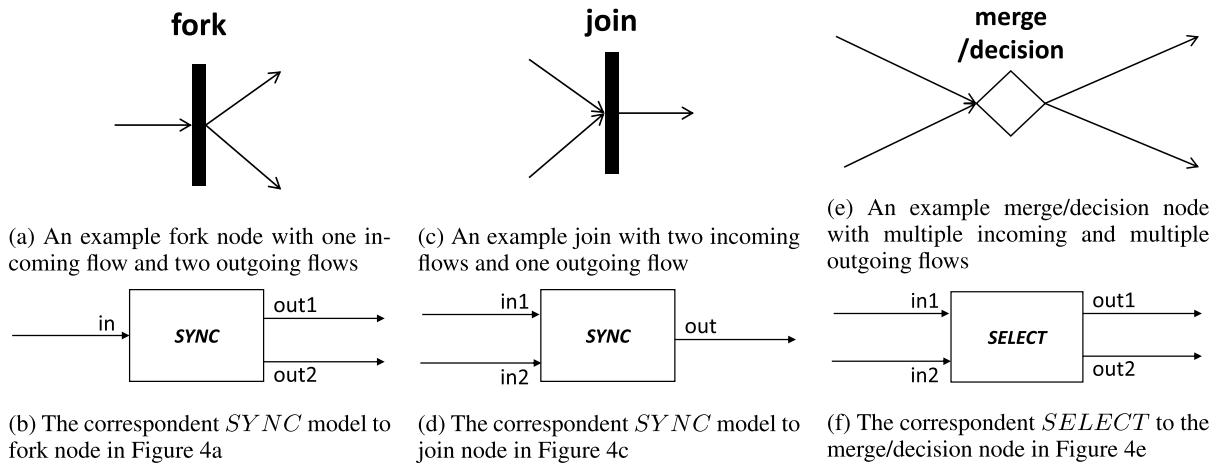 fork
join
merge
/decision
(a) An example fork node with one in-
coming flow and two outgoing flows
(c) An example join with two incoming
flows and one outgoing flow
(e) An example merge/decision node
with multiple incoming and multiple
outgoing flows
in
SYNC
out1
out2
in1
in2
SYNC
out
in1
in2
SELECT
out1
out2
(b) The correspondent SYNC model to
fork node in Figure 4a
(d) The correspondent SYNC model to
join node in Figure 4c
(f) The correspondent SELECT to the
merge/decision node in Figure 4e